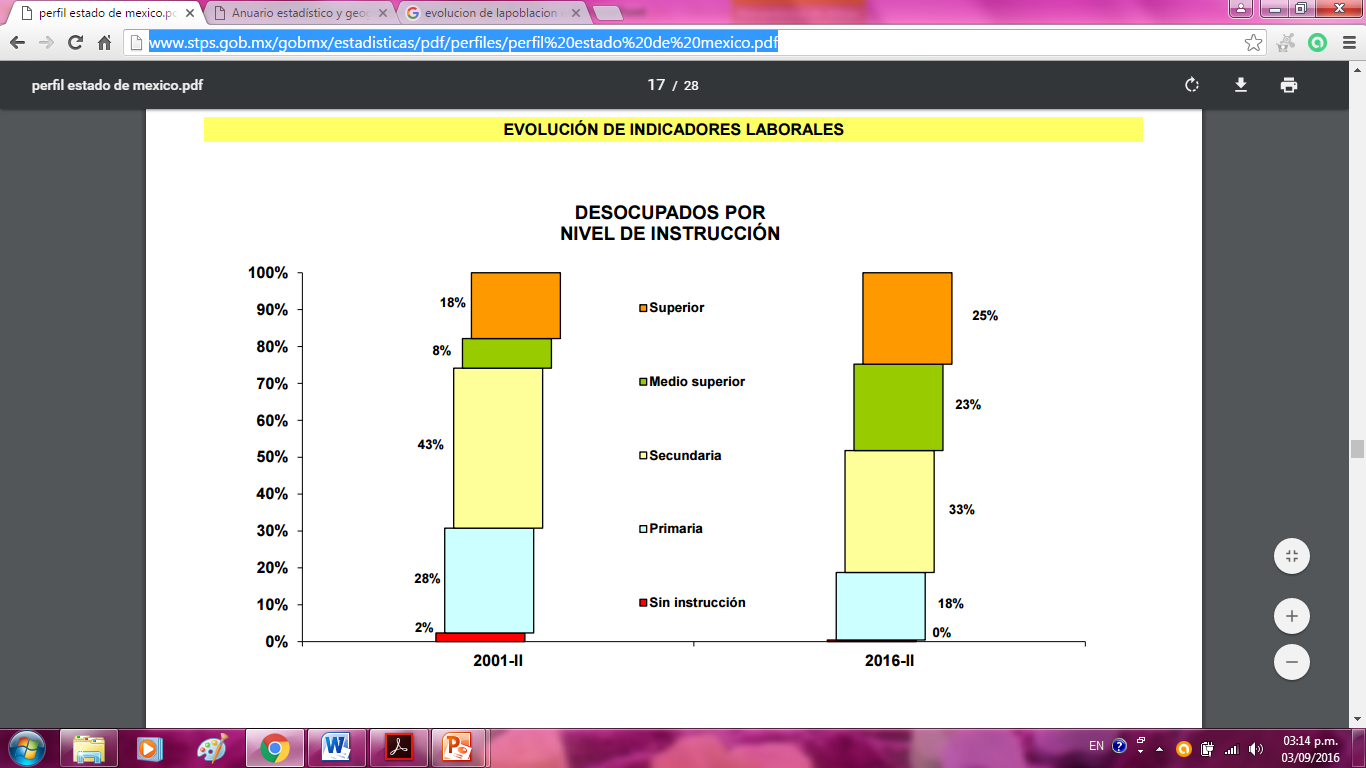 perfil estado de mexico.pd
Anuario estadístico y geog
evolucion de lapoblacion
www.stps.gob.mx/gobmx/estadisticas/pdf/perfiles/perfil%20estado%20de%20mexico.pdf
perfil estado de mexico.pdf
17 / 28
EVOLUCIÓN DE INDICADORES LABORALES
DESOCUPADOS POR
NIVEL DE INSTRUCCIÓN
100%
90%
80%
70%
60%
50%
40%
30%
20%
10%
0%
18%
8%
43%
28%
2%
Superior
Medio superior
Secundaria
Primaria
Sin instrucción
25%
23%
33%
18%
0%
2001-II
2016-II
EN
03:14 p.m.
03/09/2016